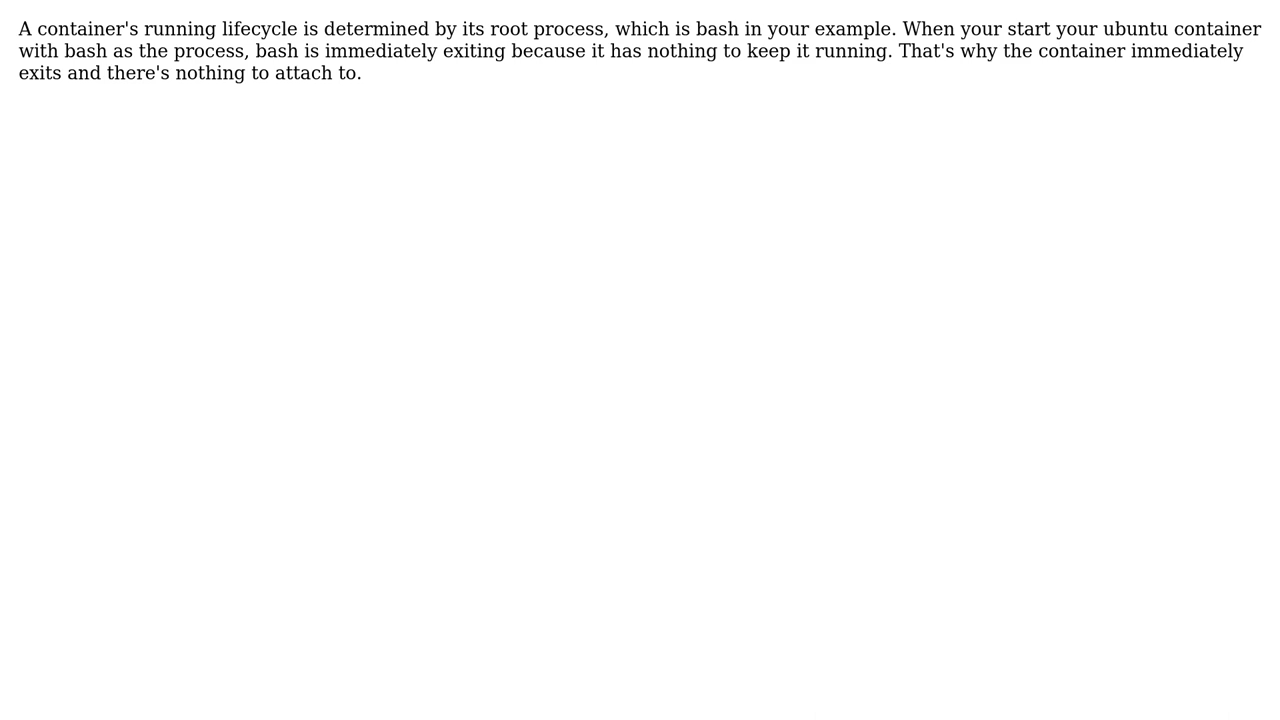 A container's running lifecycle is determined by its root process, which is bash in your example. When your start your ubuntu container
with bash as the process, bash is immediately exiting because it has nothing to keep it running. That's why the container immediately
exits and there's nothing to attach to.